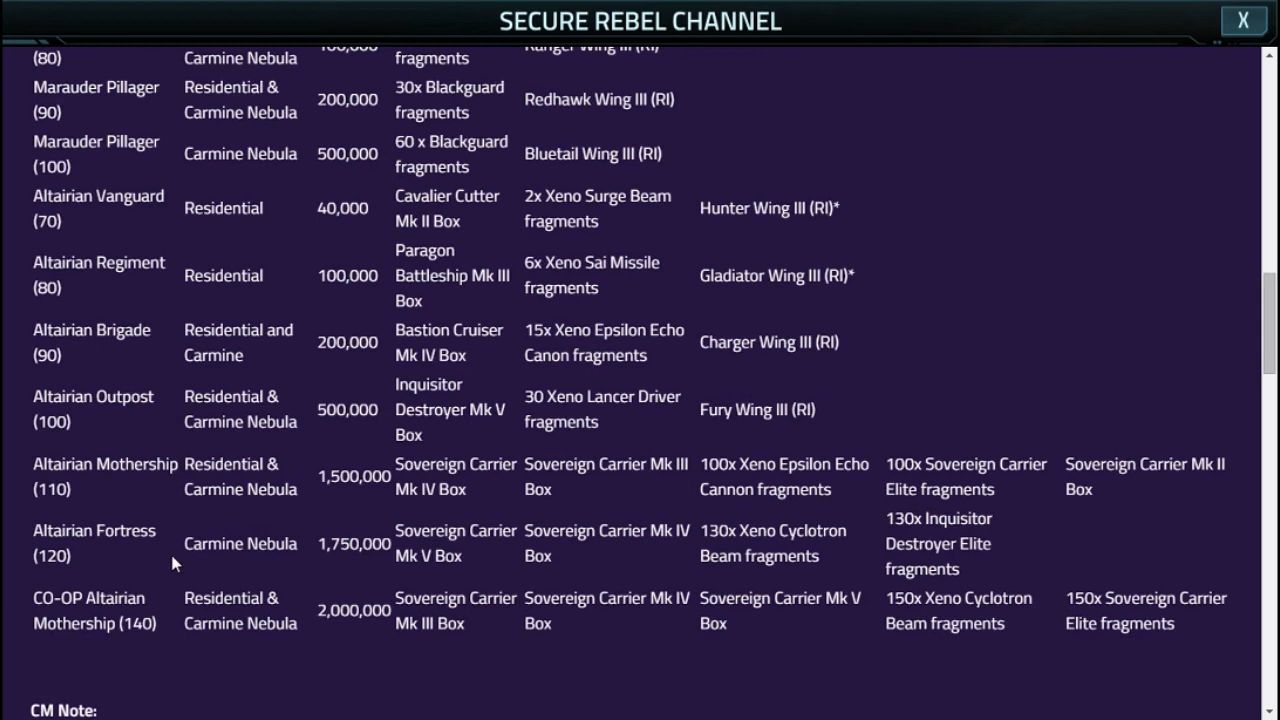 SECURE REBEL CHANNEL
X
(80) Carmine Nebula fragments Ranger Wing III (RI)
Marauder Pillager Residential & 30x Blackguard
(90) Carmine Nebula 200,000 fragments Redhawk Wing III (RI)
Marauder Pillager 60 x Blackguard
(100) Carmine Nebula 500,000 fragments Bluetail Wing III (RI)
Altairian Vanguard Cavalier Cutter 2x Xeno Surge Beam
(70) Residential 40,000 Mk II Box fragments Hunter Wing III (RI)*
Paragon
Altairian Regiment Battleship Mk III 6x Xeno Sai Missile
(80) Residential 100,000 Box fragments Gladiator Wing III (RI)*
Altairian Brigade Residential and Bastion Cruiser 15x Xeno Epsilon Echo
(90) Carmine 200,000 Mk IV Box Canon fragments Charger Wing III (RI)
Inquisitor
Altairian Outpost Residential & Destroyer Mk V 30 Xeno Lancer Driver
(100) Carmine Nebula 500,000 Box fragments Fury Wing III (RI)
Altairian Mothership Residential & Sovereign Carrier Sovereign Carrier Mk III 100x Xeno Epsilon Echo 100x Sovereign Carrier Sovereign Carrier Mk II
(110) Carmine Nebula 1,500,000 Mk IV Box Box Cannon fragments Elite fragments Box
Altairian Fortress Sovereign Carrier Sovereign Carrier Mk IV 130x Xeno Cyclotron 130x Inquisitor
(120) Carmine Nebula 1,750,000 Mk V Box Box Beam fragments Destroyer Elite
fragments
CO-OP Altairian Residential & Sovereign Carrier Sovereign Carrier Mk IV Sovereign Carrier Mk V 150x Xeno Cyclotron 150x Sovereign Carrier
Mothership (140) Carmine Nebula 2,000,000 Mk III Box Box Box Beam fragments Elite fragments
CM Note: